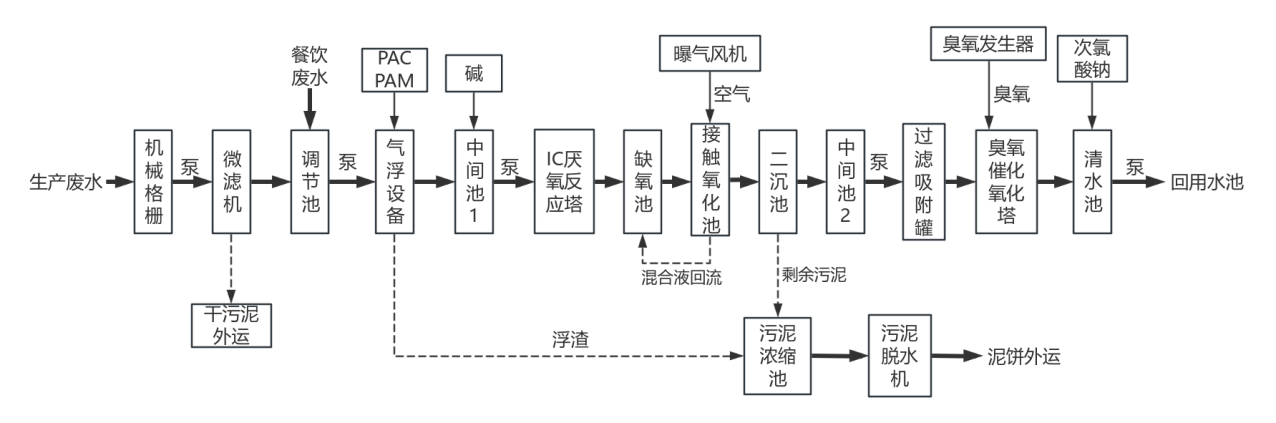 餐饮
废水
PAC
PAM
碱
曝气风机
空气
臭氧发生器
臭氧
次氯
酸钠
生产废水
机
械
格
栅
泵
微
滤
机
调
节
池
泵
气
浮
设
备
中
间
池
1
泵
IC厌
氧反
应塔
缺
氧
池
接
触
氧
化
池
二
沉
池
中
间
池
2
泵
过
滤
吸
附
罐
臭氧
催化
氧化
塔
清
水
池
泵
回用水池
混合液回流
剩余污泥
干污泥
外运
浮渣
污泥
浓缩
池
污泥
脱水
机
泥饼外运